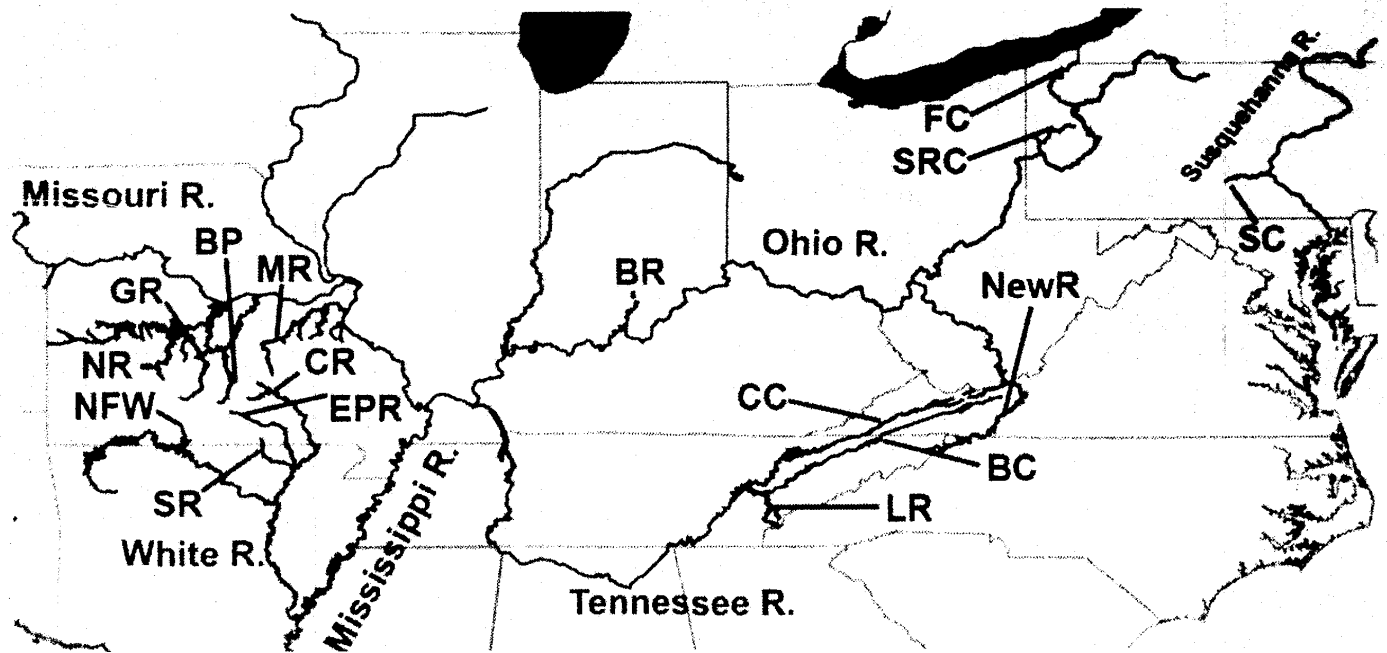 FC
SRC
Susquehanna R.
SC
Missouri R.
BP
MR
GR
Ohio R.
BR
NewR
NR
CR
NFW
EPR
CC
BC
SR
LR
White R.
Mississippi R.
Tennessee R.